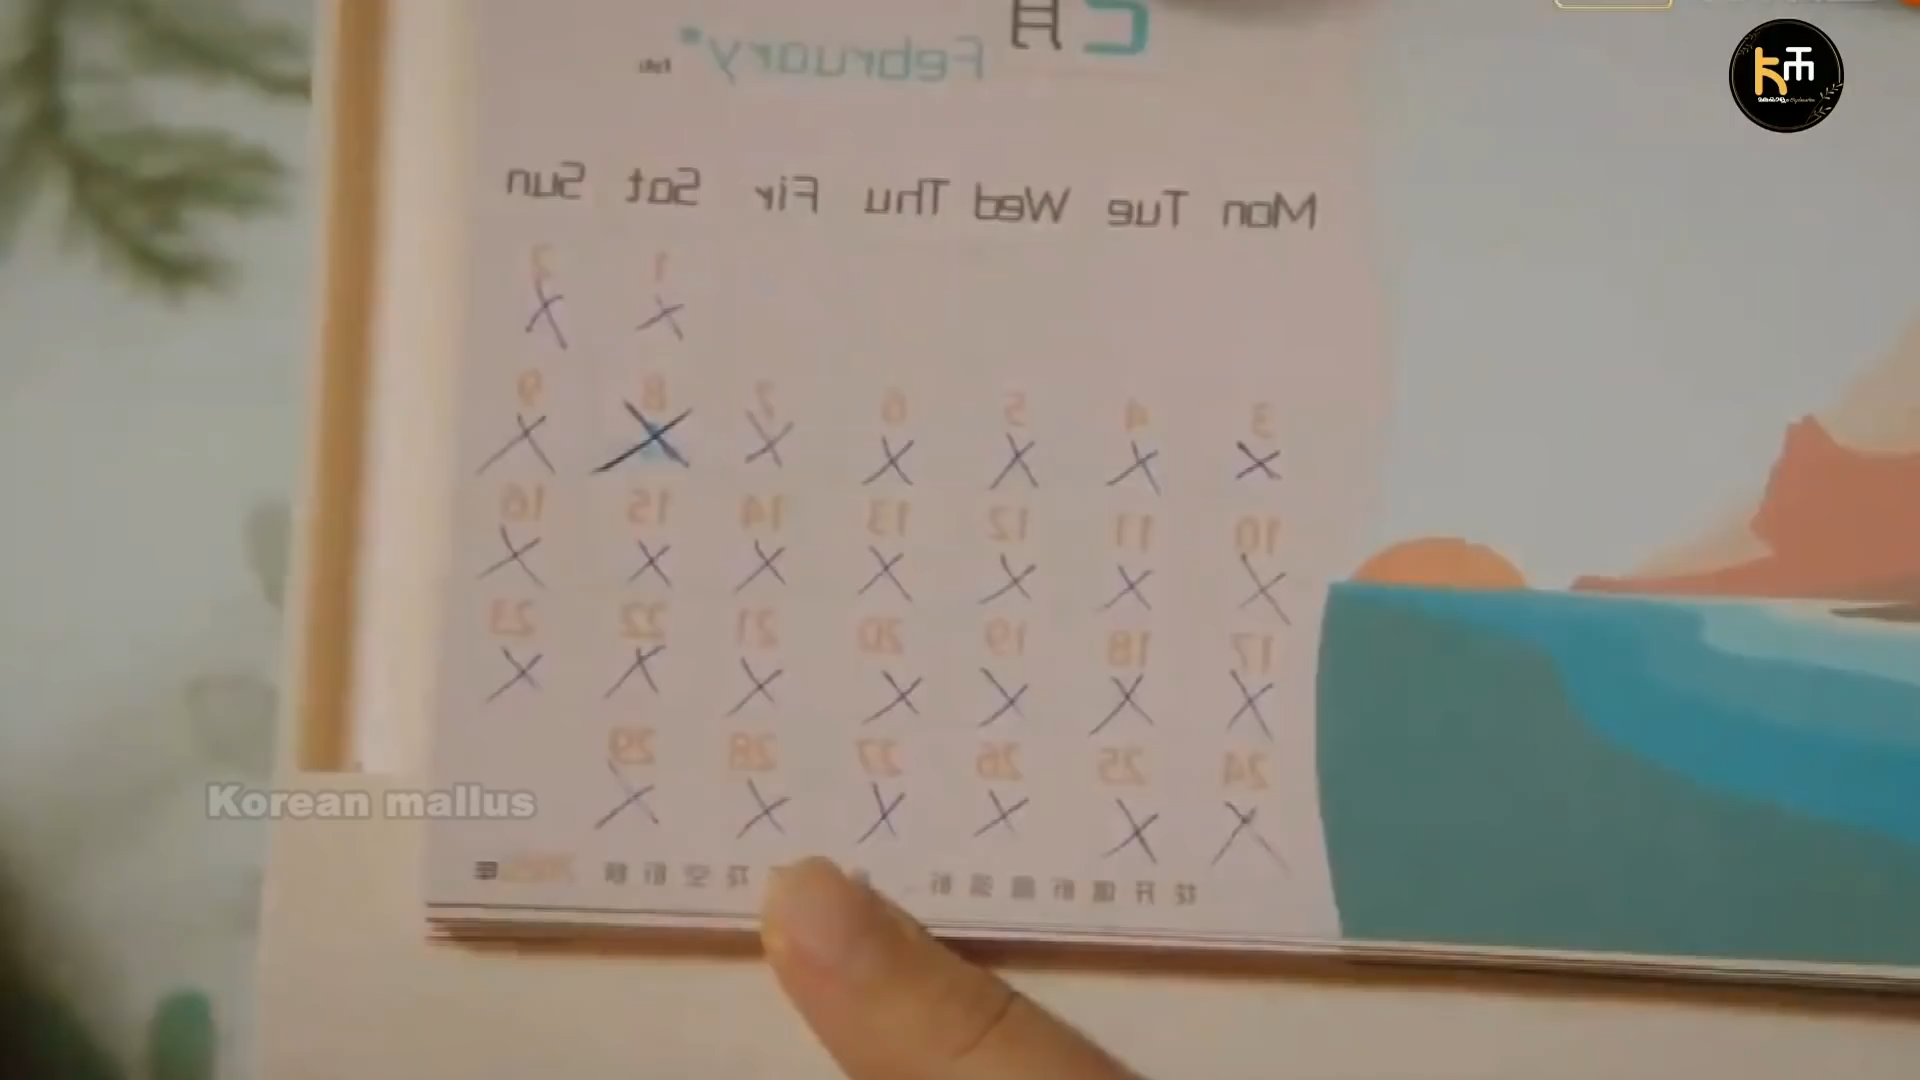 2月
February*
Mon Tue Wed Thu Fir Sat Sun
1 2
3 4 5 6 7 8 9
10 11 12 13 14 15 16
17 18 19 20 21 22 23
24 25 26 27 28 29
Korean mallus